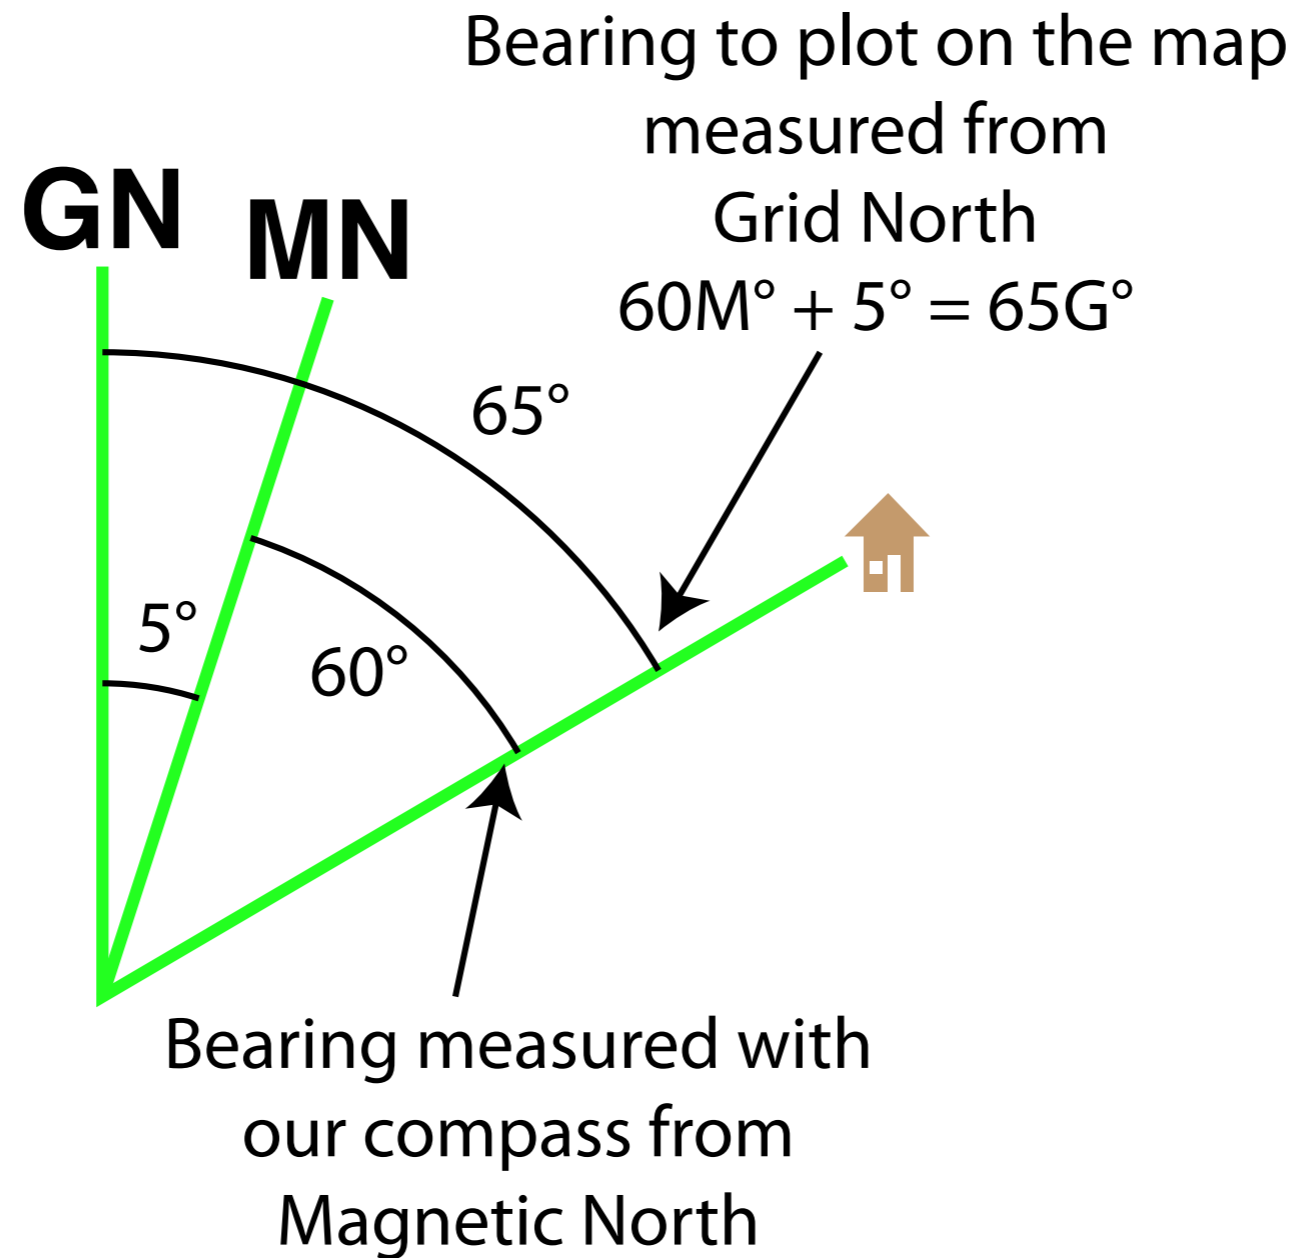 Bearing to plot on the map
measured from
Grid North
60M° + 5° = 65G°
GN
MN
65°
5°
60°
Bearing measured with
our compass from
Magnetic North